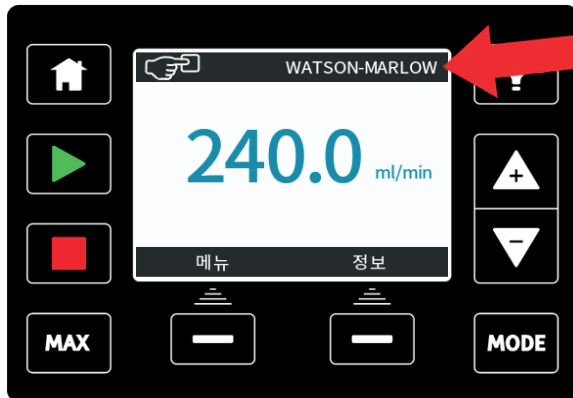 WATSON-MARLOW
240.0 ml/min
메뉴 정보
MAX
MODE